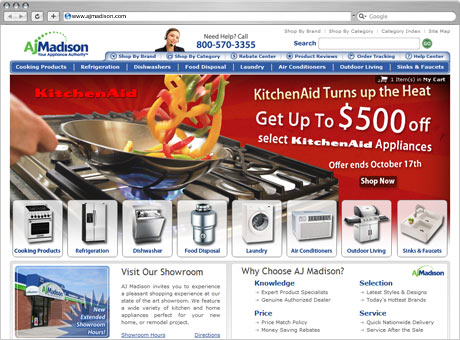 www.ajmadison.com
Google
AjMadison
Your Appliance Authority
Need Help? Call
800-570-3355
Shop By Brand | Shop By Category | Category Index | Site Map
Search GO
Shop By Brand Shop By Category Rebate Center Product Reviews Order Tracking Help Center
Cooking Products Refrigeration Dishwashers Food Disposal Laundry Air Conditioners Outdoor Living Sinks & Faucets
1 Item(s) in My Cart
KitchenAid
KitchenAid Turns up the Heat
Get Up To $500 off
select KitchenAid Appliances
Offer ends October 17th
Shop Now
Cooking Products Refrigeration Dishwasher Food Disposal Laundry Air Conditioners Outdoor Living Sinks & Faucets
AjMadison
New
Extended
Showroom
Hours!
Visit Our Showroom
AJ Madison invites you to experience
a pleasant shopping experience at our
state of the art showroom. We feature
a wide variety of kitchen and home
appliances perfect for your new
home, or remodel project.
Showroom Hours Directions
Why Choose AJ Madison?
AjMadison
Knowledge
Expert Product Specialists
Genuine Authorized Dealer
Price
Price Match Policy
Money Saving Rebates
Selection
Latest Styles & Designs
Today's Hottest Brands
Service
Quick Nationwide Delivery
Service After the Sale